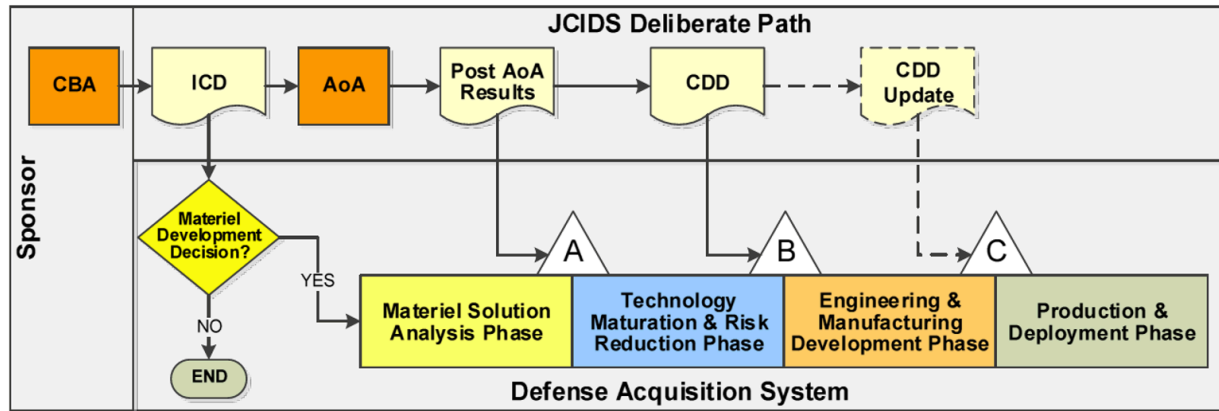 JCIDS Deliberate Path
Sponsor
CBA
ICD
AoA
Post AoA
Results
CDD
CDD
Update
Materiel
Development
Decision?
YES
NO
END
A
B
C
Materiel Solution
Analysis Phase
Technology
Maturation & Risk
Reduction Phase
Engineering &
Manufacturing
Development Phase
Production &
Deployment Phase
Defense Acquisition System